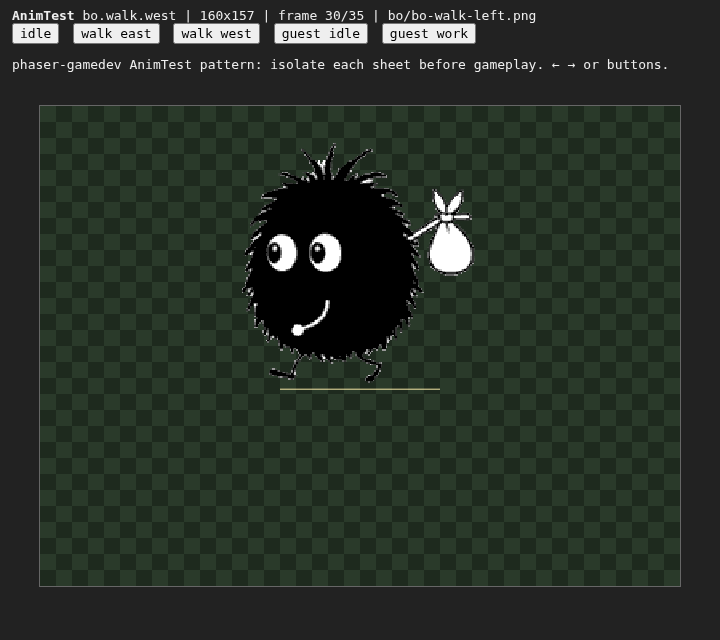 AnimTest bo.walk.west | 160x157 | frame 30/35 | bo/bo-walk-left.png
idle walk east walk west guest idle guest work
phaser-gamedev AnimTest pattern: isolate each sheet before gameplay. ← → or buttons.